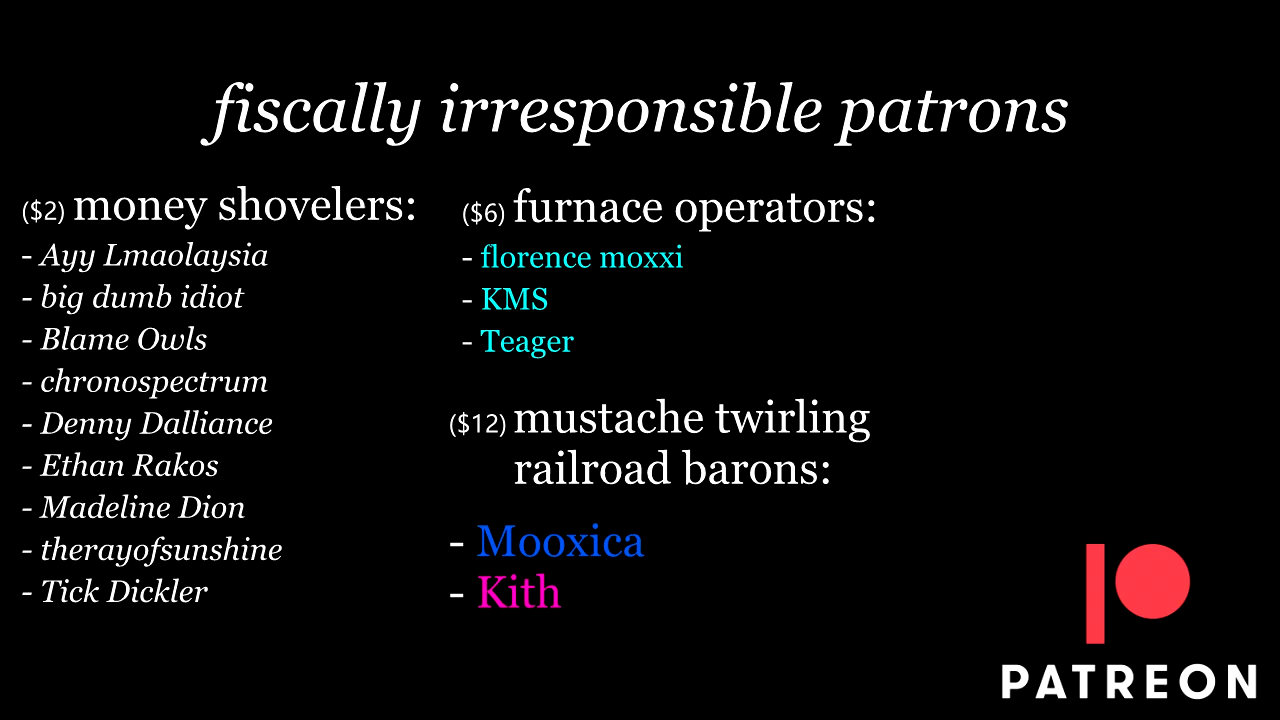 fiscally irresponsible patrons
($2) money shovelers:
- Ayy Lmaolaysia
- big dumb idiot
- Blame Owls
- chronospectrum
- Denny Dalliance
- Ethan Rakos
- Madeline Dion
- therayofsunshine
- Tick Dickler
($6) furnace operators:
- florence moxxi
- KMS
- Teager
($12) mustache twirling
railroad barons:
- Mooxica
- Kith
PATREON